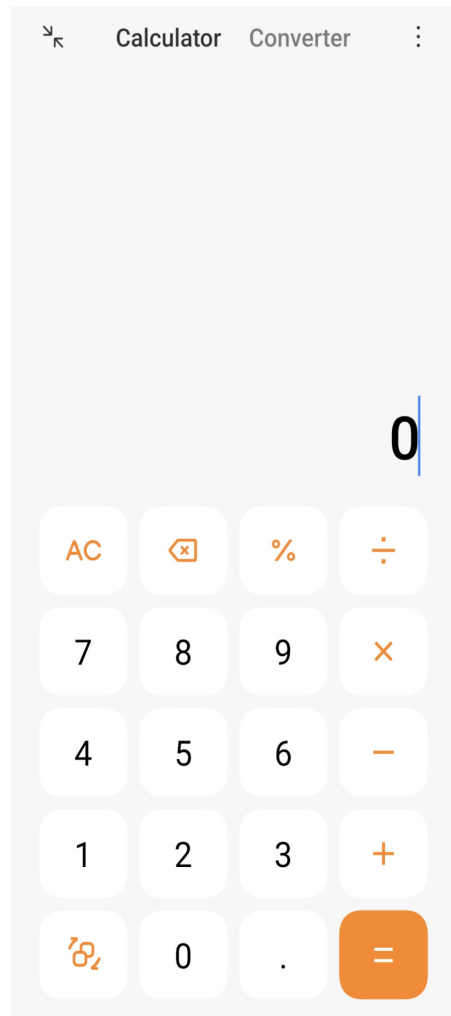 Calculator Converter
0
AC % ÷
7 8 9 ×
4 5 6 −
1 2 3 +
0 . =